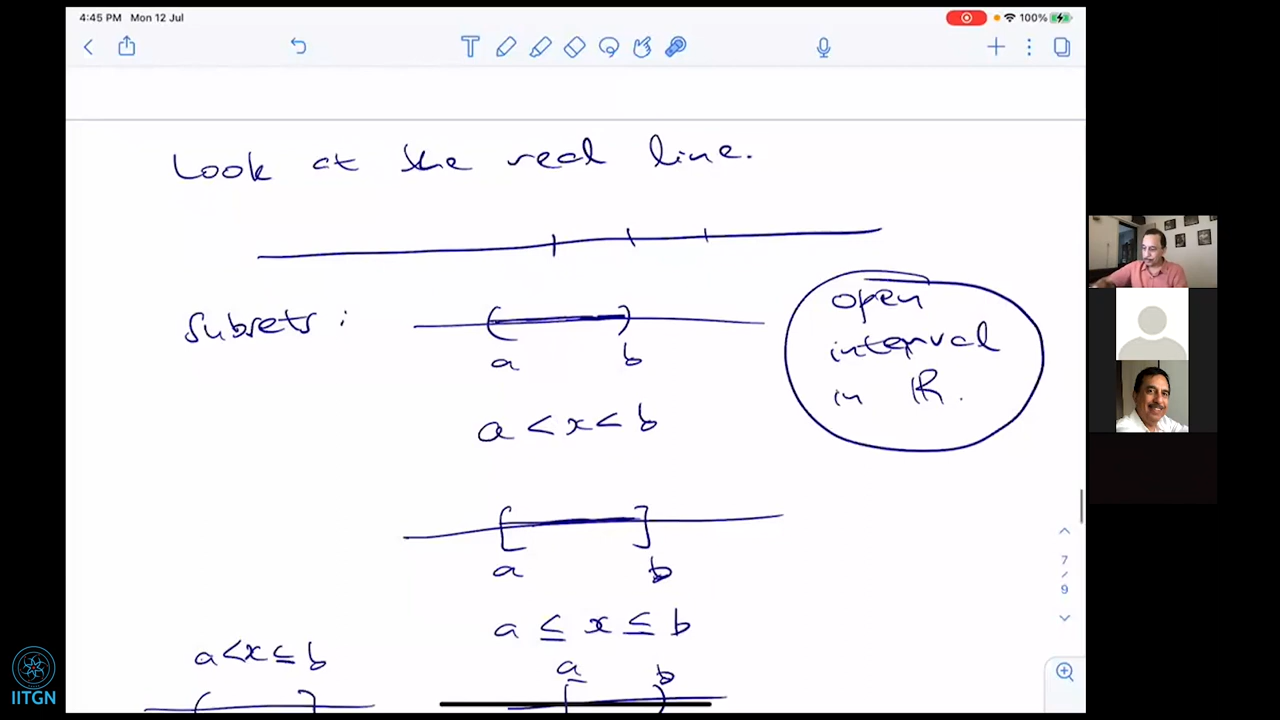 4:45 PM Mon 12 Jul
100%
Look at the real line.
Subsets :
a b
a < x < b
open
interval
in ℝ.
a b
a ≤ x ≤ b
a < x ≤ b
a b
7
/
9
IITGN